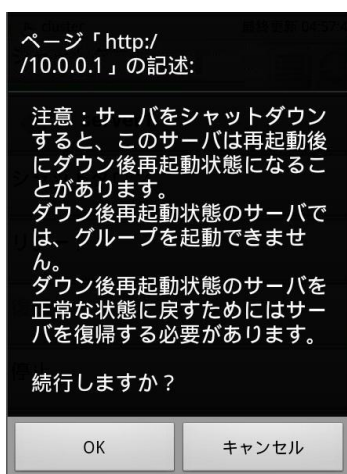 ページ「http:/
/10.0.0.1」の記述:
注意：サーバをシャットダウン
すると、このサーバは再起動後
にダウン後再起動状態になるこ
とがあります。
ダウン後再起動状態のサーバで
は、グループを起動できませ
ん。
ダウン後再起動状態のサーバを
正常な状態に戻すためにはサー
バを復帰する必要があります。
続行しますか？
OK
キャンセル